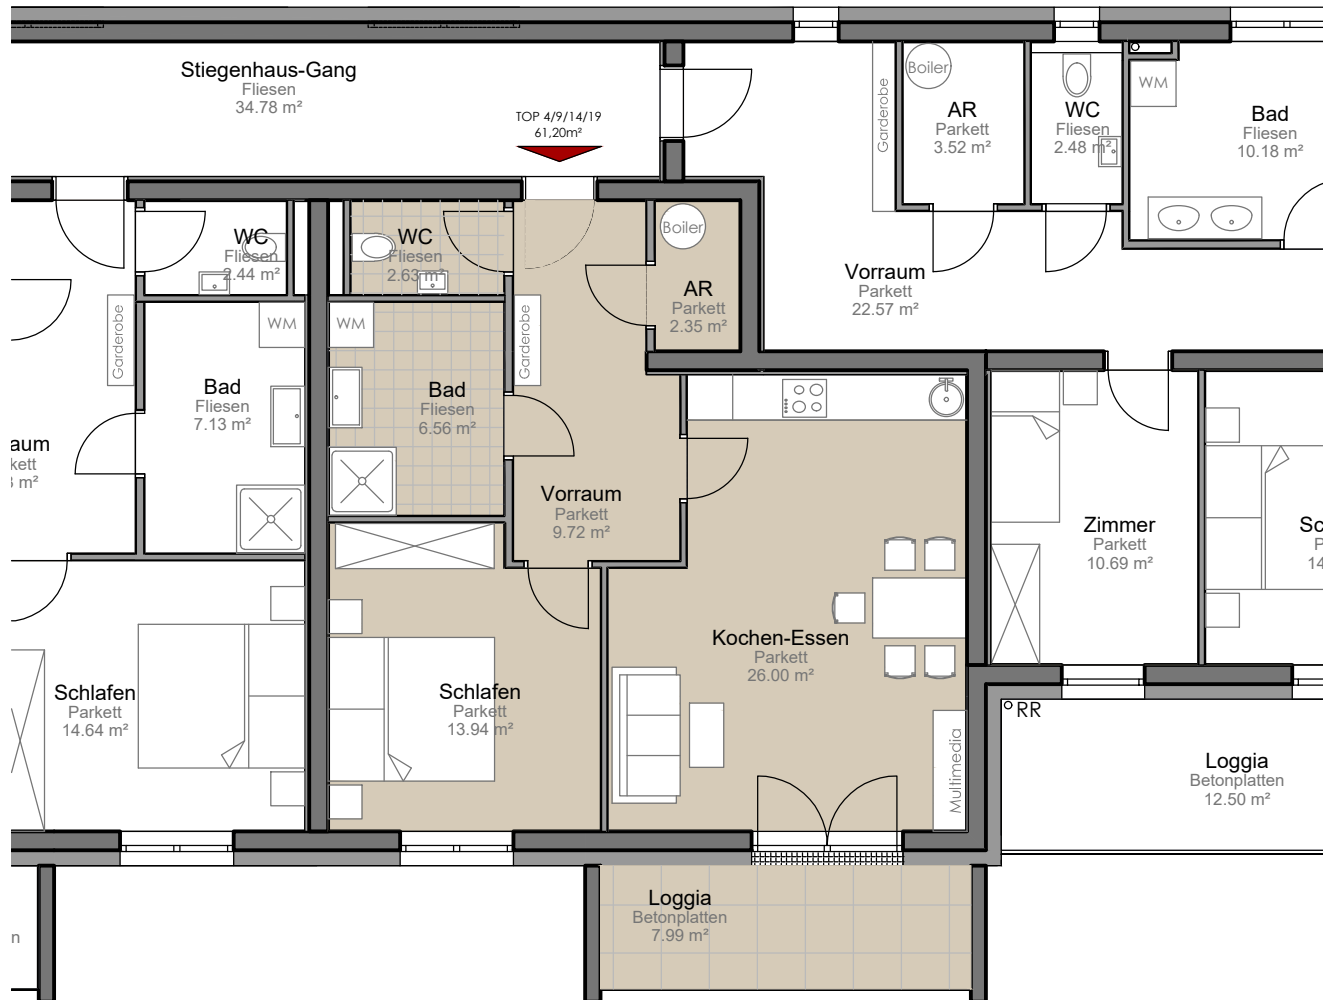 Stiegenhaus-Gang
Fliesen
34.78 m²
TOP 4/9/14/19
61,20m²
Garderobe
Boiler
AR
Parkett
3.52 m²
WC
Fliesen
2.48 m²
WM
Bad
Fliesen
10.18 m²
WC
Fliesen
2.44 m²
WC
Fliesen
2.63 m²
Boiler
AR
Parkett
2.35 m²
Vorraum
Parkett
22.57 m²
Garderobe
WM
WM
Garderobe
Bad
Fliesen
7.13 m²
Bad
Fliesen
6.56 m²
aum
kett
m²
Vorraum
Parkett
9.72 m²
Zimmer
Parkett
10.69 m²
Sc
P
14
Kochen-Essen
Parkett
26.00 m²
Schlafen
Parkett
14.64 m²
Schlafen
Parkett
13.94 m²
Multimedia
RR
Loggia
Betonplatten
12.50 m²
Loggia
Betonplatten
7.99 m²
n